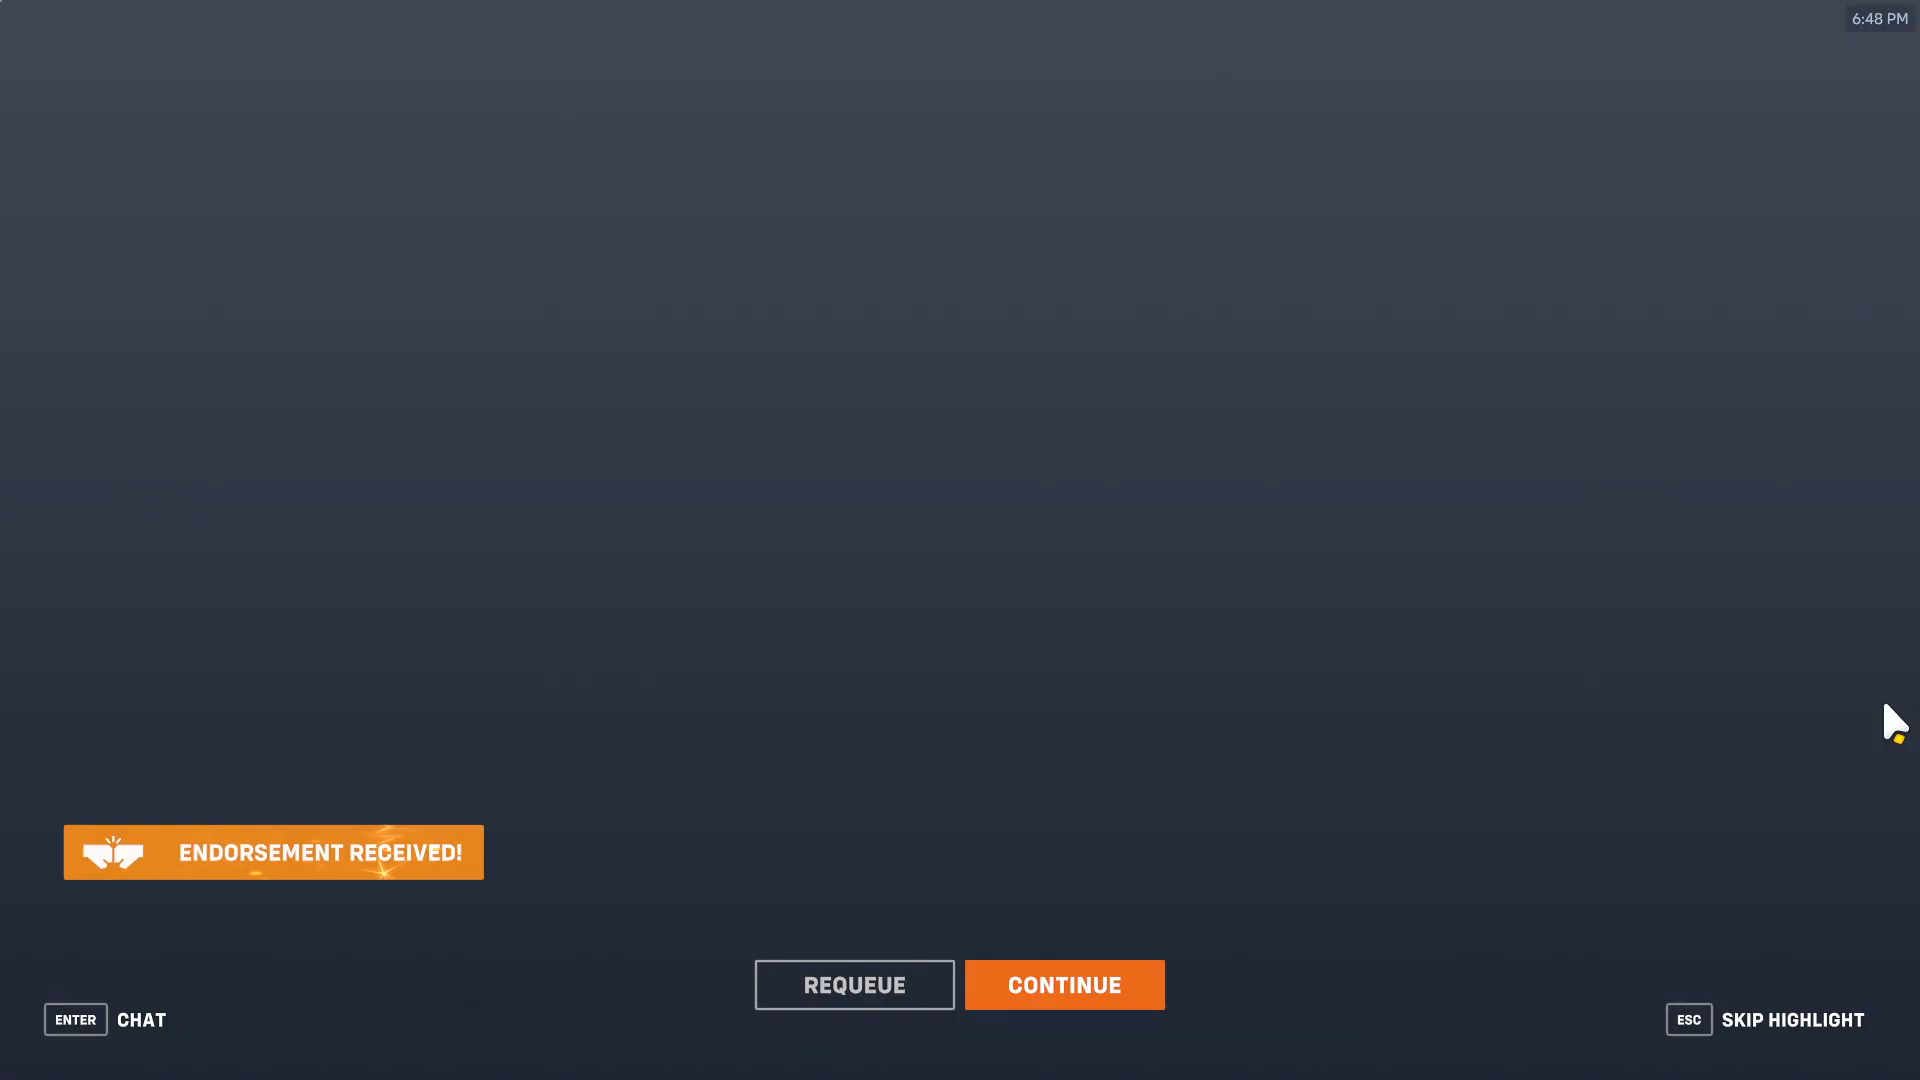 6:48 PM
ENDORSEMENT RECEIVED!
REQUEUE
CONTINUE
ENTER CHAT
ESC SKIP HIGHLIGHT